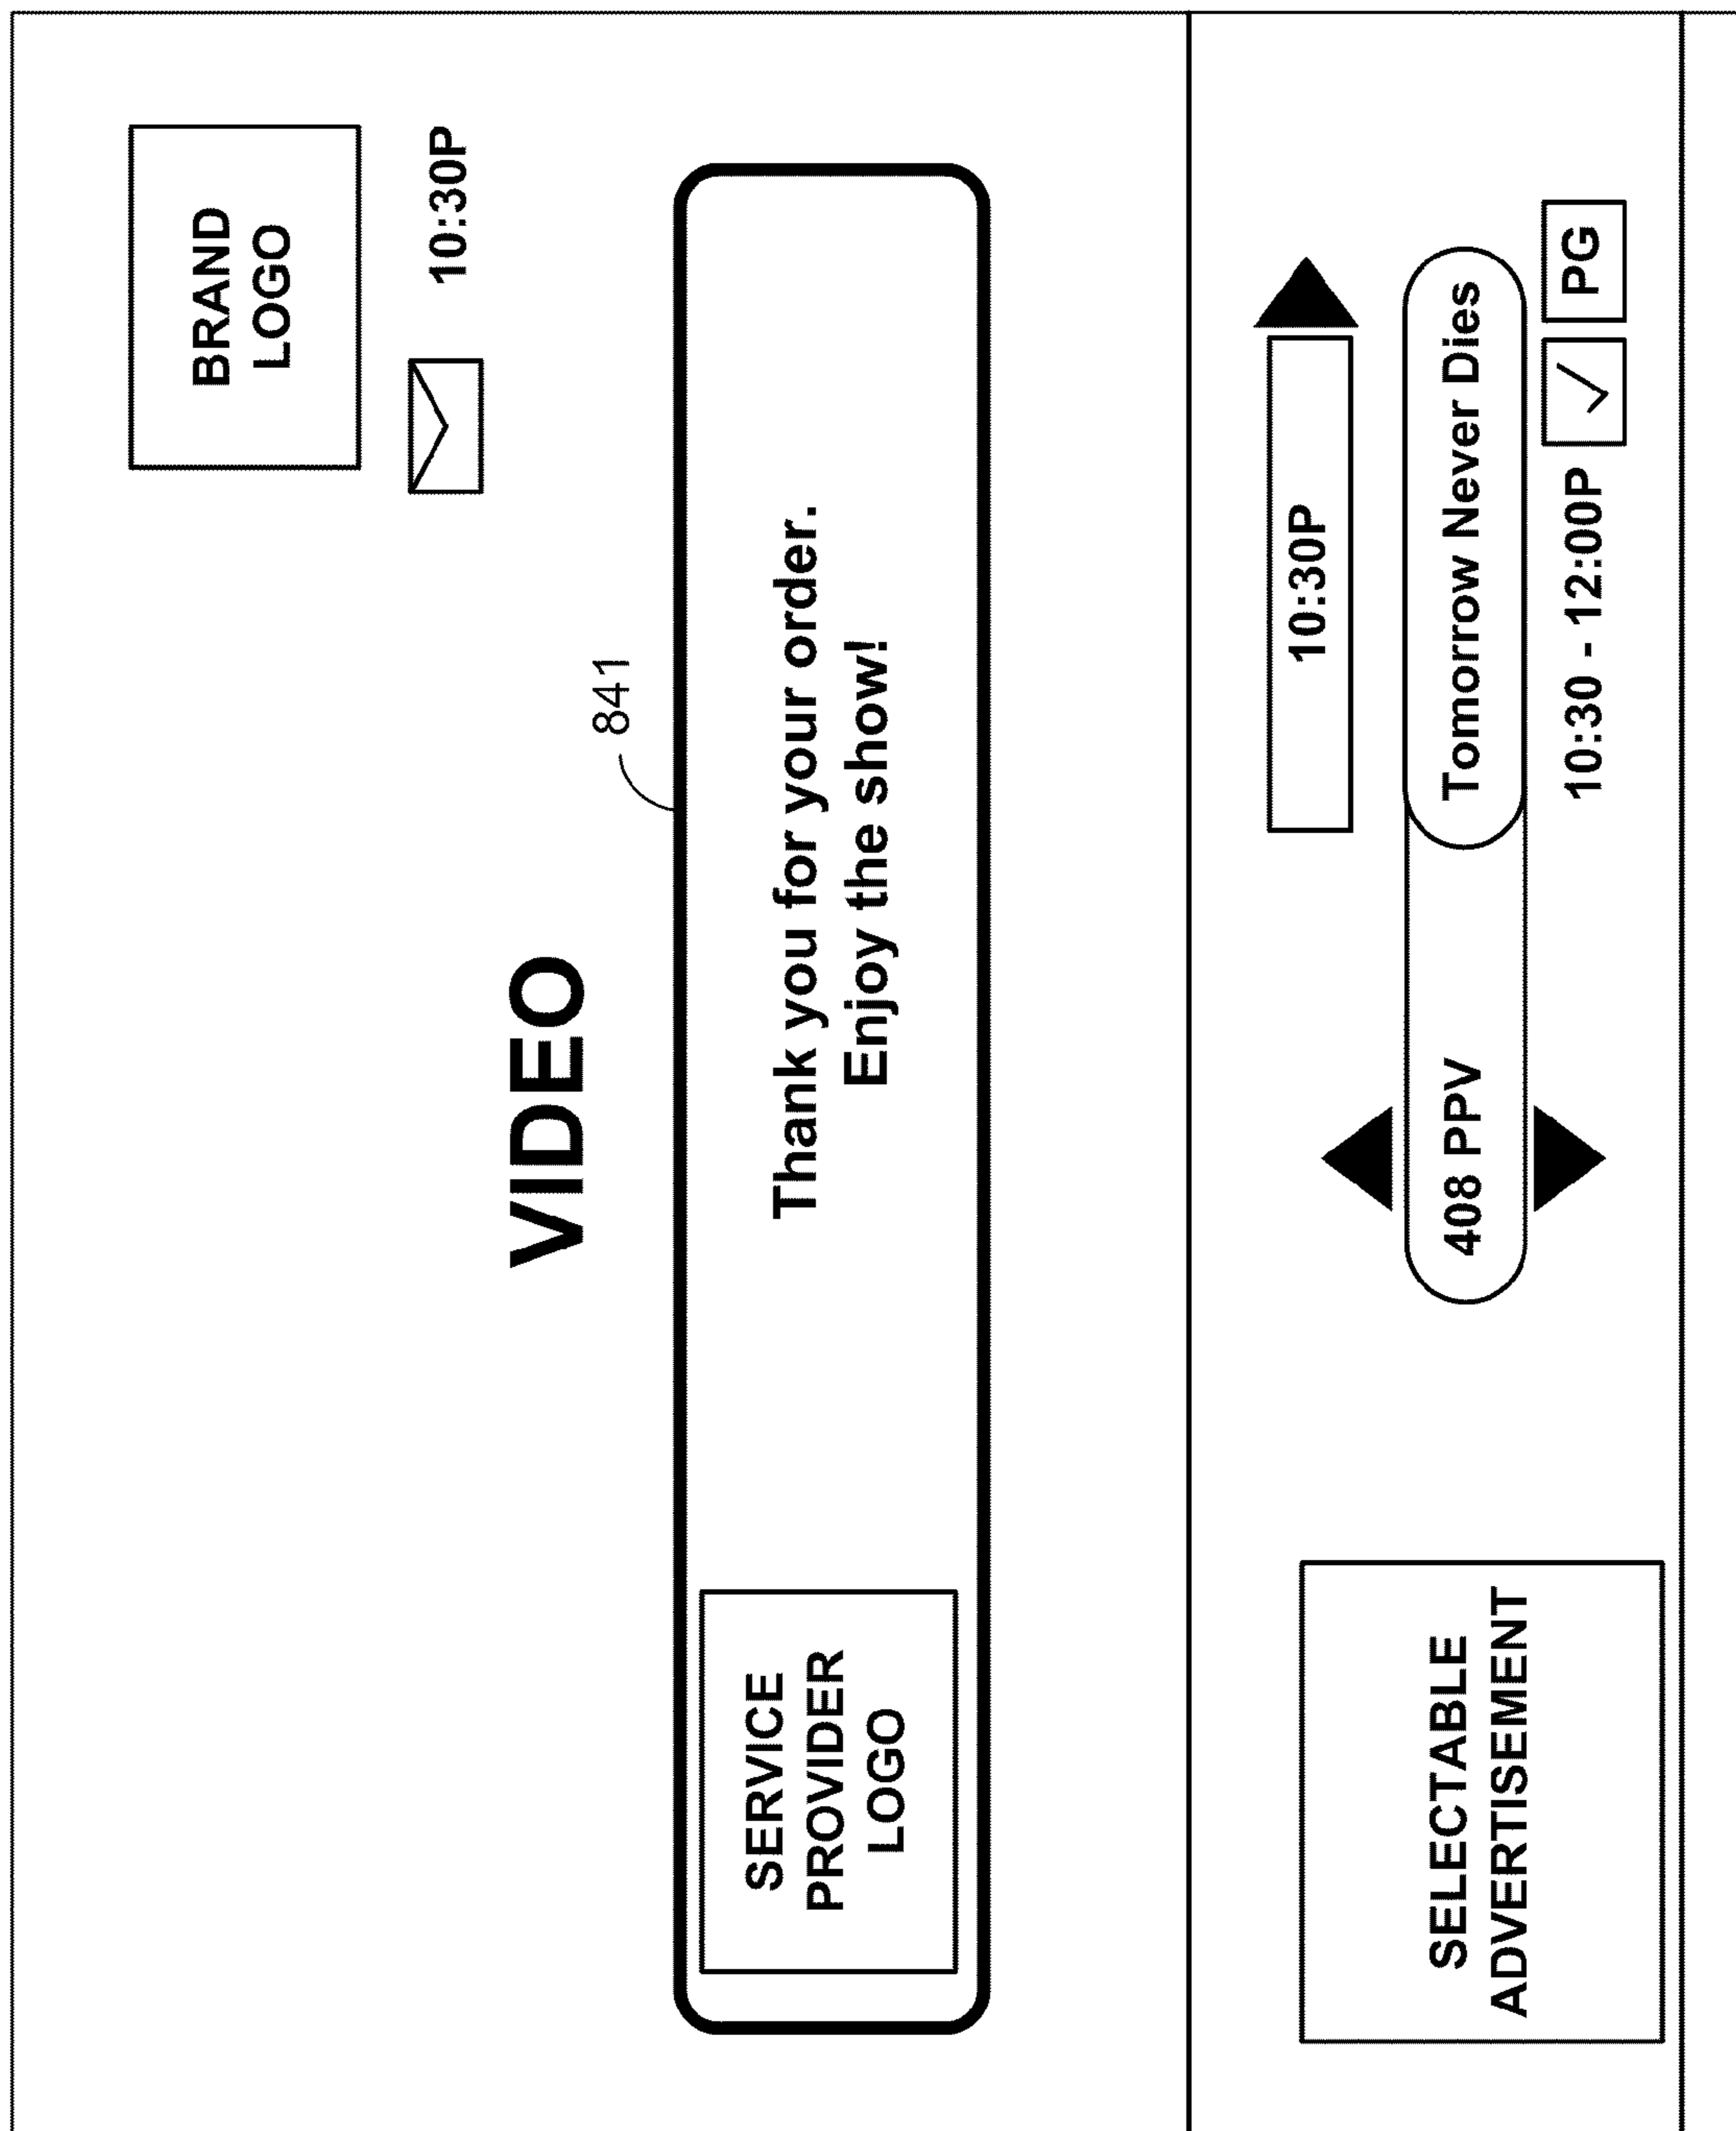 BRAND
LOGO
10:30P
VIDEO
841
SERVICE
PROVIDER
LOGO
Thank you for your order.
Enjoy the show!
10:30P
408 PPV
Tomorrow Never Dies
10:30 - 12:00P
PG
SELECTABLE
ADVERTISEMENT